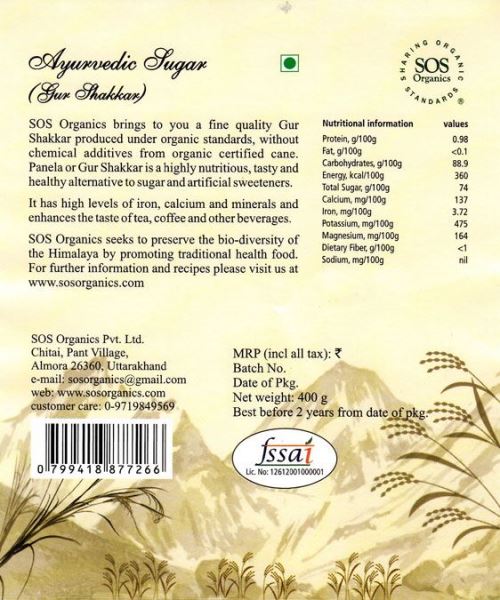 Ayurvedic Sugar
(Gur Shakkar)
SHARING ORGANIC STANDARDS
SOS
Organics
®
SOS Organics brings to you a fine quality Gur
Shakkar produced under organic standards, without
chemical additives from organic certified cane.
Panela or Gur Shakkar is a highly nutritious, tasty and
healthy alternative to sugar and artificial sweeteners.
It has high levels of iron, calcium and minerals and
enhances the taste of tea, coffee and other beverages.
SOS Organics seeks to preserve the bio-diversity of
the Himalaya by promoting traditional health food.
For further information and recipes please visit us at
www.sosorganics.com
Nutritional information values
Protein, g/100g 0.98
Fat, g/100g <0.1
Carbohydrates, g/100g 88.9
Energy, kcal/100g 360
Total Sugar, g/100g 74
Calcium, mg/100g 137
Iron, mg/100g 3.72
Potassium, mg/100g 475
Magnesium, mg/100g 164
Dietary Fiber, g/100g <1
Sodium, mg/100g nil
SOS Organics Pvt. Ltd.
Chitai, Pant Village,
Almora 26360, Uttarakhand
e-mail: sosorganics@gmail.com
web: www.sosorganics.com
customer care: 0-9719849569
0 799418 877266
MRP (incl all tax): ₹
Batch No.
Date of Pkg.
Net weight: 400 g
Best before 2 years from date of pkg.
fssai
Lic. No: 12612001000001